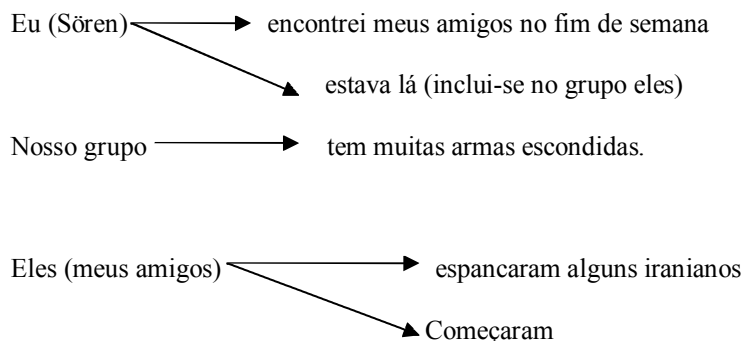 Eu (Sören) encontrei meus amigos no fim de semana
estava lá (inclui-se no grupo eles)
Nosso grupo tem muitas armas escondidas.
Eles (meus amigos) espancaram alguns iranianos
Começaram